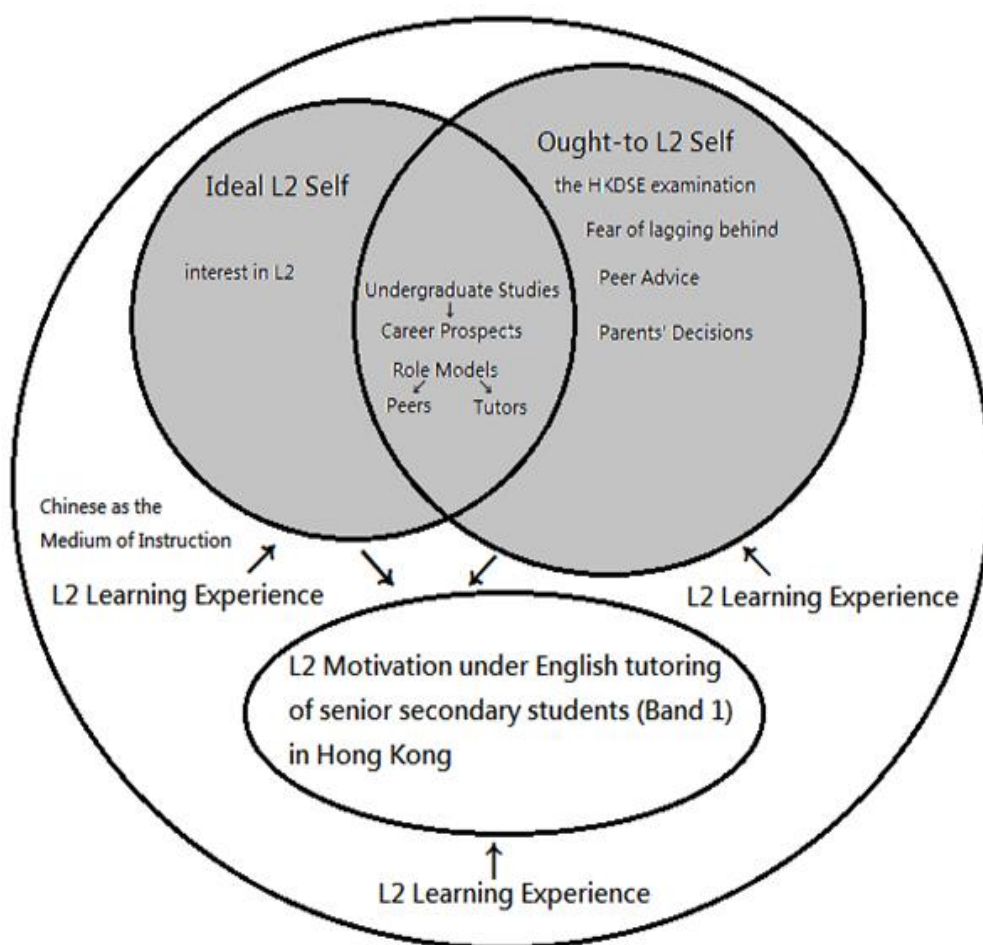 Ideal L2 Self
interest in L2
Ought-to L2 Self
the HKDSE examination
Fear of lagging behind
Peer Advice
Parents' Decisions
Undergraduate Studies
↓
Career Prospects
Role Models
↙ ↘
Peers Tutors
Chinese as the
Medium of Instruction
L2 Learning Experience
L2 Learning Experience
L2 Motivation under English tutoring
of senior secondary students (Band 1)
in Hong Kong
L2 Learning Experience